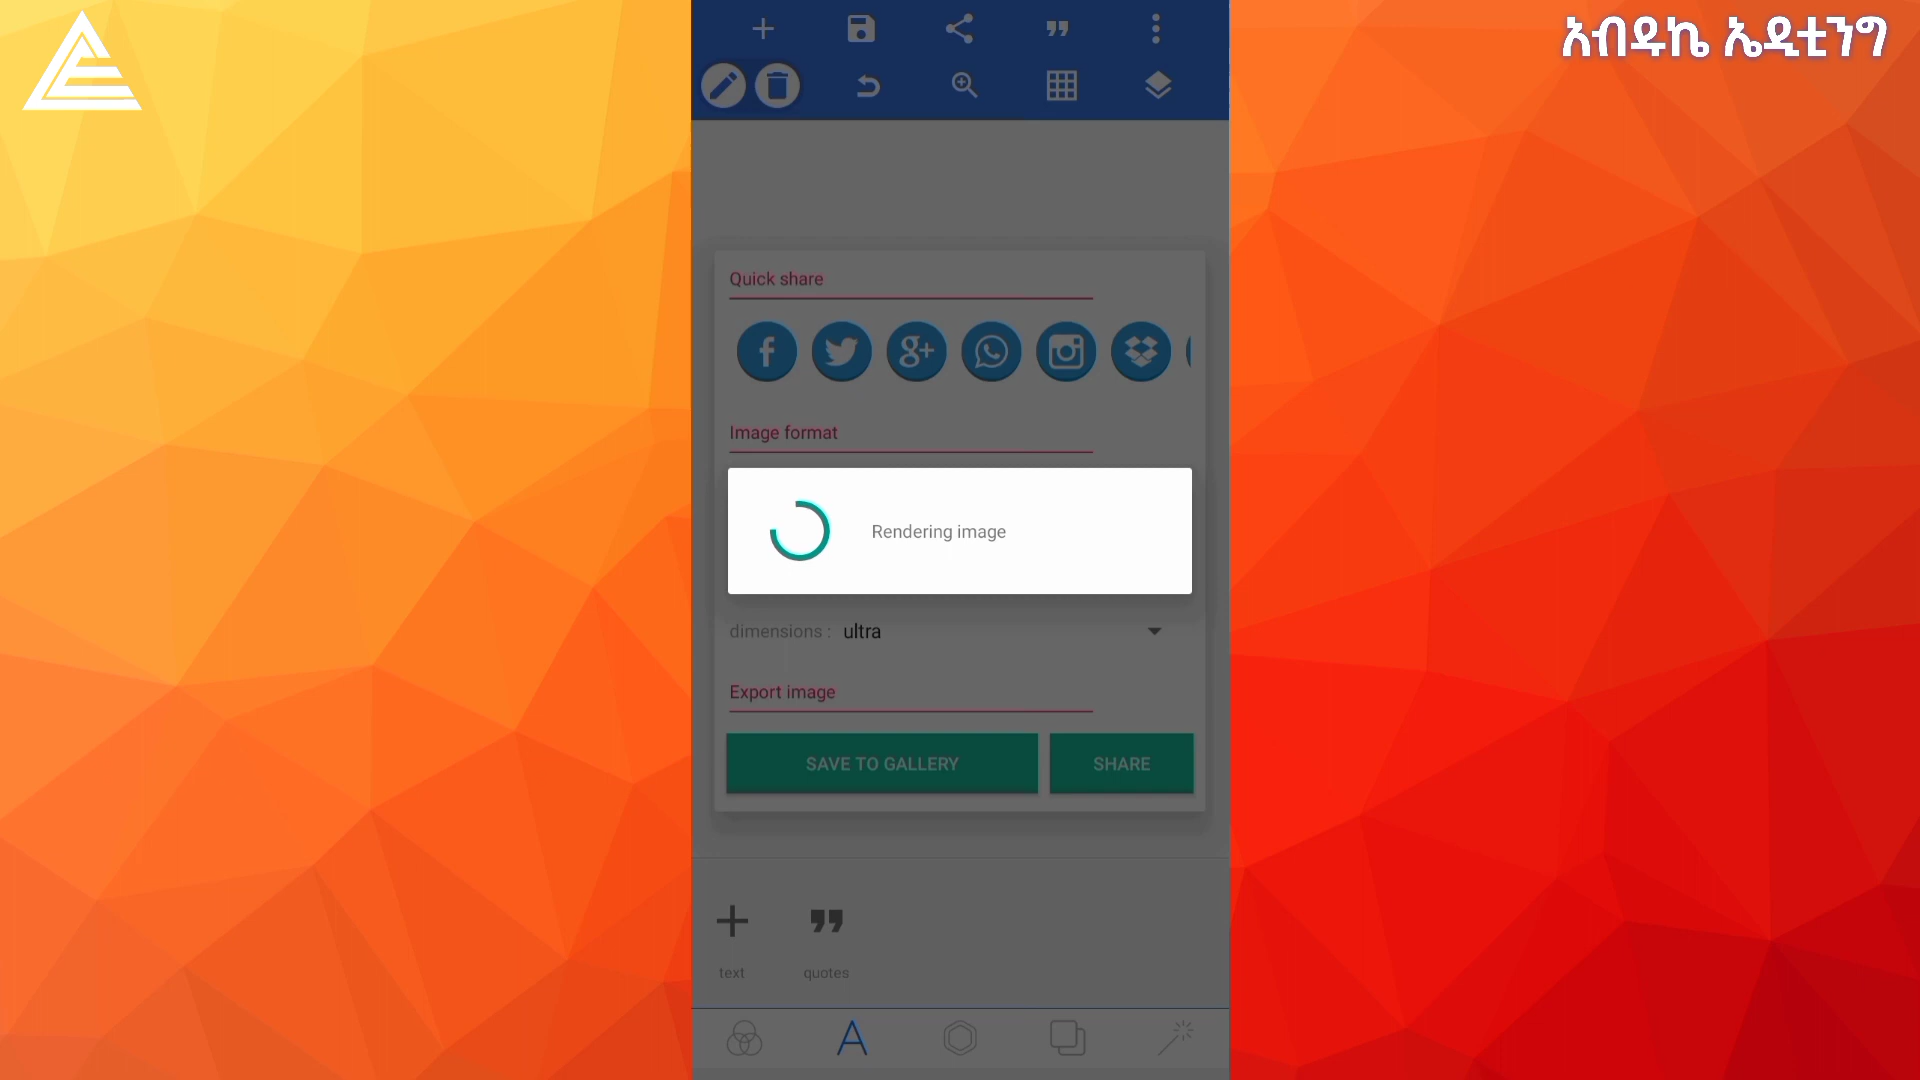 አብዱኬ ኤዲቲንግ
Quick share
Image format
Rendering image
dimensions : ultra
Export image
SAVE TO GALLERY SHARE
text quotes